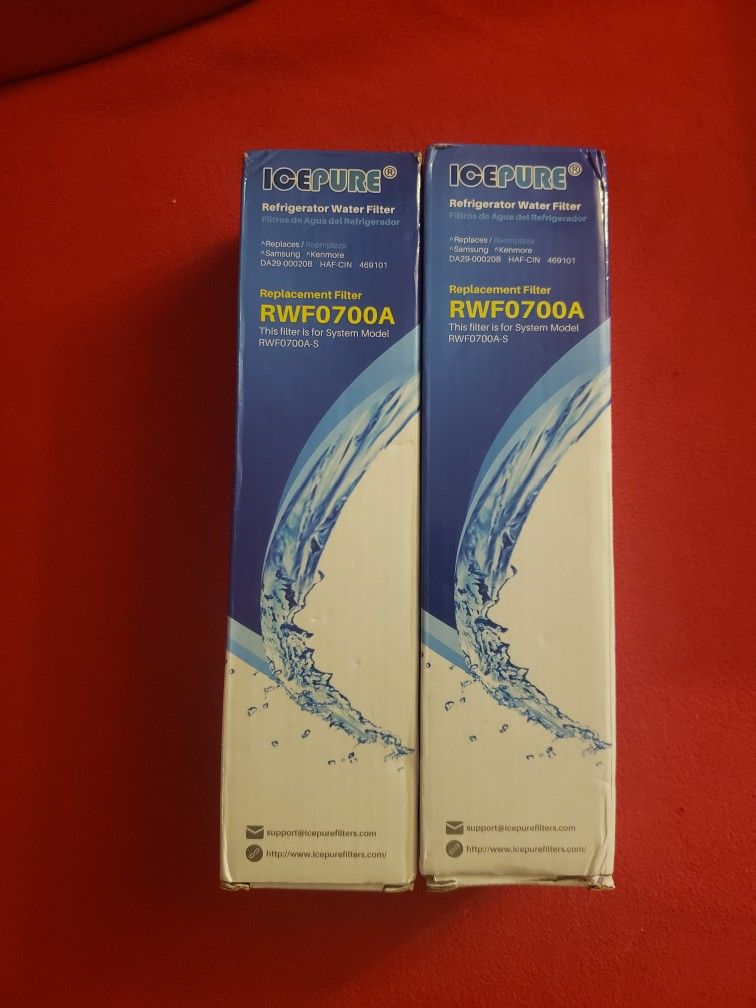 ICEPURE®
Refrigerator Water Filter
Filtros de Agua del Refrigerador
^Replaces / Reemplaza
^Samsung ^Kenmore
DA29-00020B HAF-CIN 469101
Replacement Filter
RWF0700A
This filter is for System Model
RWF0700A-S
support@icepurefilters.com
http://www.icepurefilters.com/
ICEPURE®
Refrigerator Water Filter
Filtros de Agua del Refrigerador
^Replaces / Reemplaza
^Samsung ^Kenmore
DA29-00020B HAF-CIN 469101
Replacement Filter
RWF0700A
This filter is for System Model
RWF0700A-S
support@icepurefilters.com
http://www.icepurefilters.com/